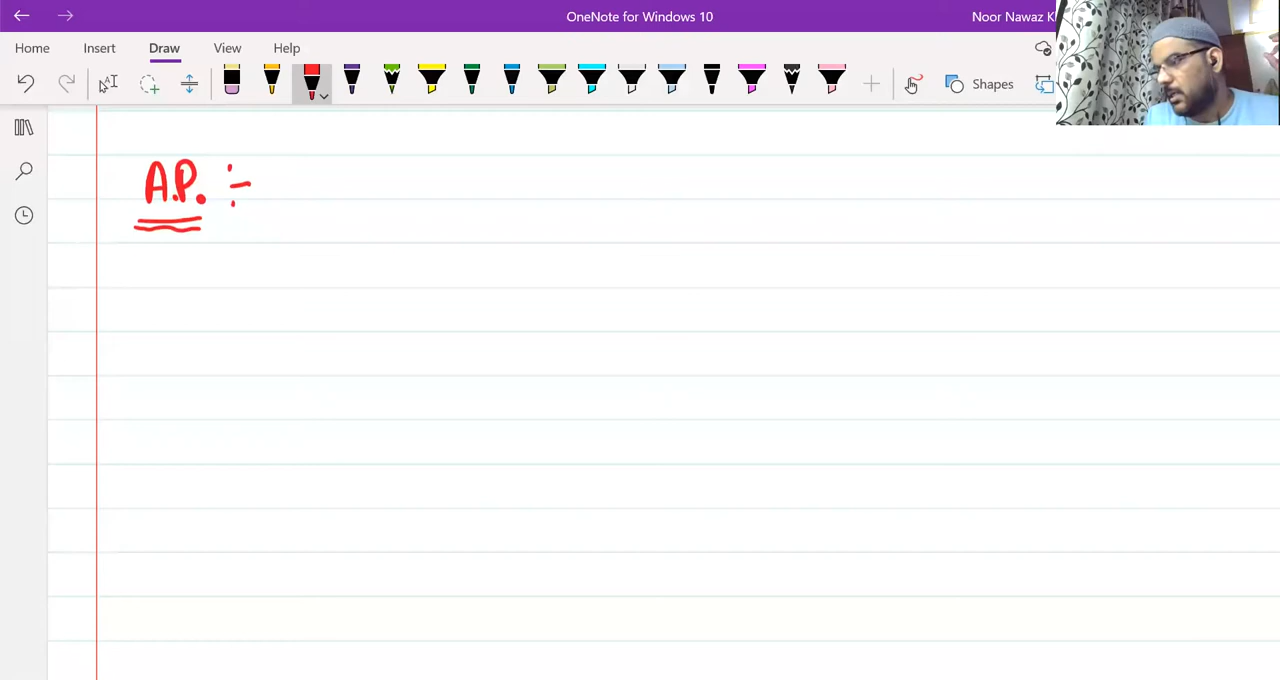 OneNote for Windows 10
Noor Nawaz K
Home Insert Draw View Help
Shapes
A.P. :-